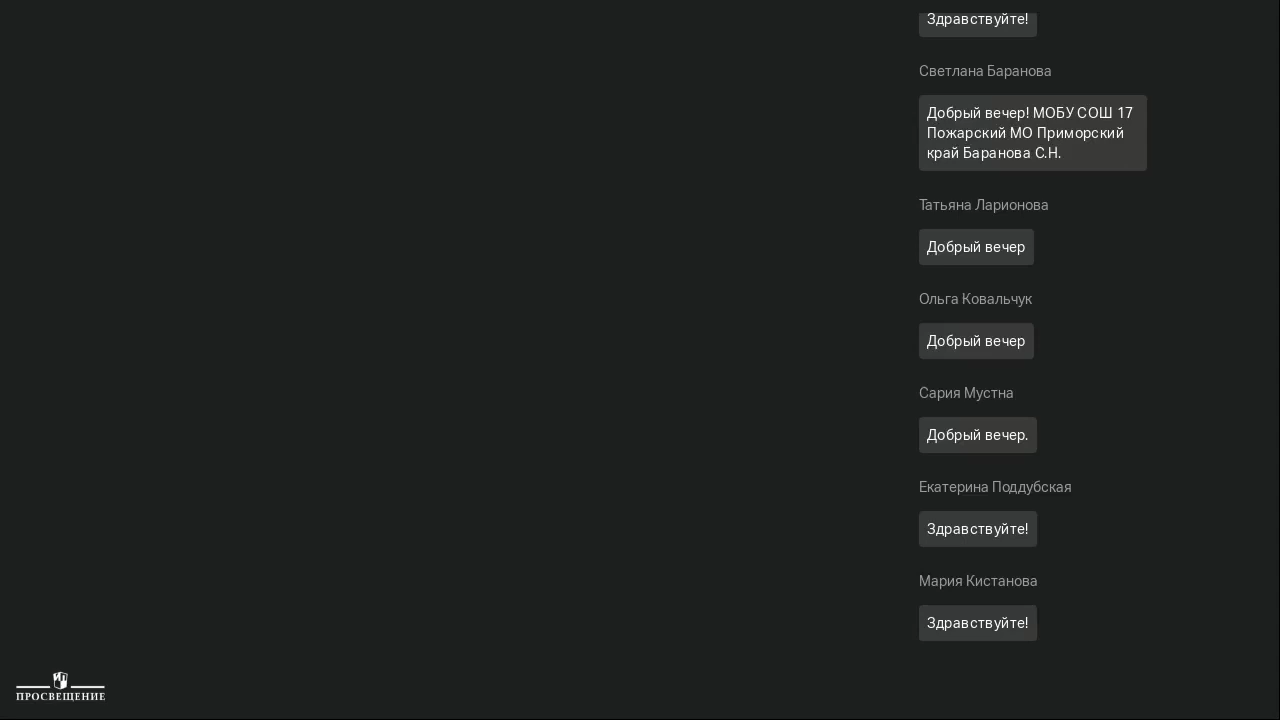 Здравствуйте!
Светлана Баранова
Добрый вечер! МОБУ СОШ 17
Пожарский МО Приморский
край Баранова С.Н.
Татьяна Ларионова
Добрый вечер
Ольга Ковальчук
Добрый вечер
Сария Мустна
Добрый вечер.
Екатерина Поддубская
Здравствуйте!
Мария Кистанова
Здравствуйте!
ИП
ПРОСВЕЩЕНИЕ